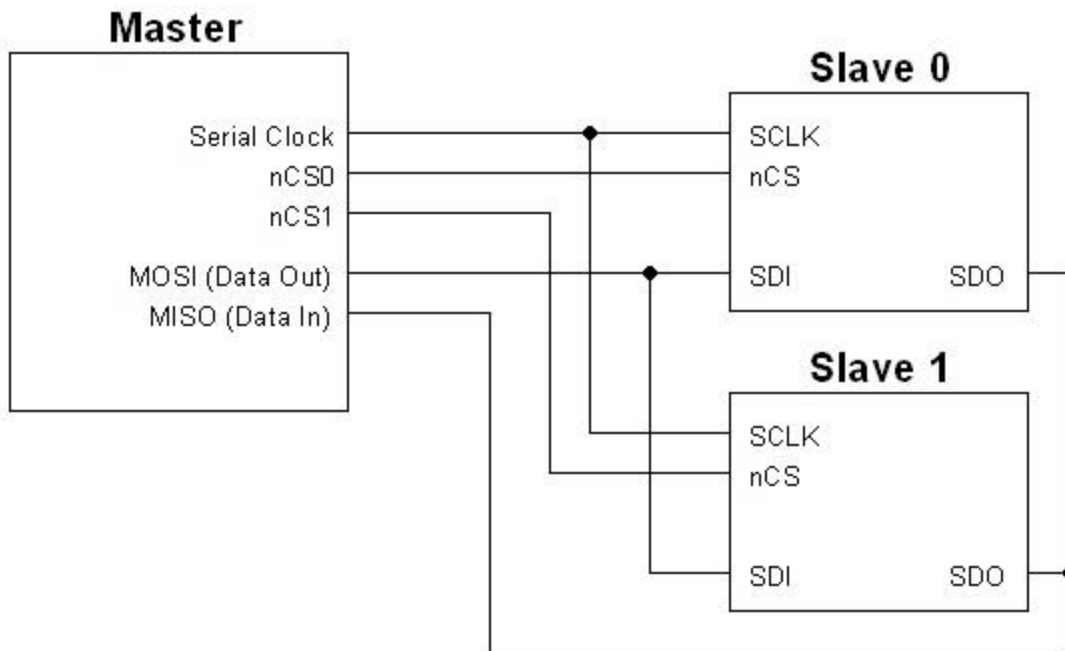 Master
Serial Clock
nCS0
nCS1
MOSI (Data Out)
MISO (Data In)
Slave 0
SCLK
nCS
SDI SDO
Slave 1
SCLK
nCS
SDI SDO